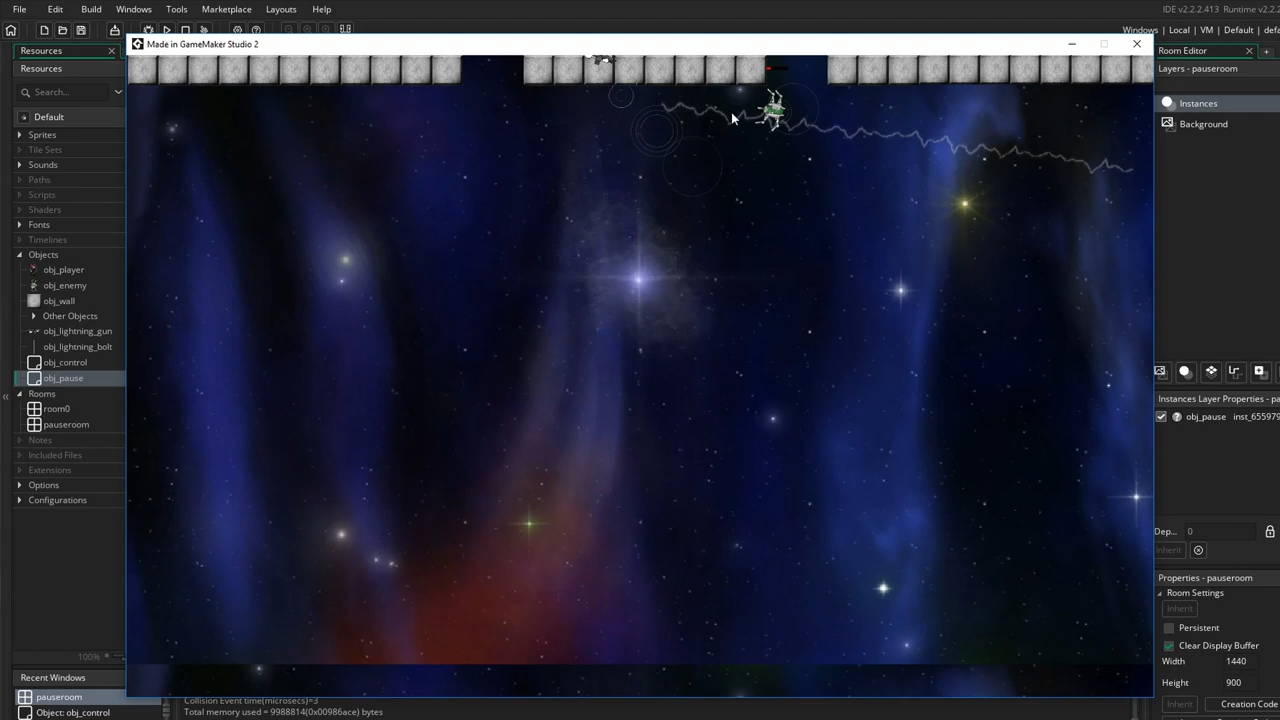 File Edit Build Windows Tools Marketplace Layouts Help
IDE v2.2.2.413 Runtime v2.2.2
Windows | Local | VM | Default | 
Made in GameMaker Studio 2
Resources
Room Editor
Resources
Layers - pauseroom
Search...
Instances
Default
Background
Sprites
Tile Sets
Sounds
Paths
Scripts
Shaders
Fonts
Timelines
Objects
obj_player
obj_enemy
obj_wall
Other Objects
obj_lightning_gun
obj_lightning_bolt
obj_control
obj_pause
Rooms
room0
pauseroom
Notes
Included Files
Extensions
Options
Configurations
Instances Layer Properties - pa
obj_pause inst_655979
Dep... 0
Inherit
Properties - pauseroom
Room Settings
Inherit
Persistent
Clear Display Buffer
Width 1440
Height 900
Inherit Creation Code
100%
Recent Windows
pauseroom
Object: obj_control
Collision Event time(microsecs)=3
Total memory used = 9988814(0x00986ace) bytes